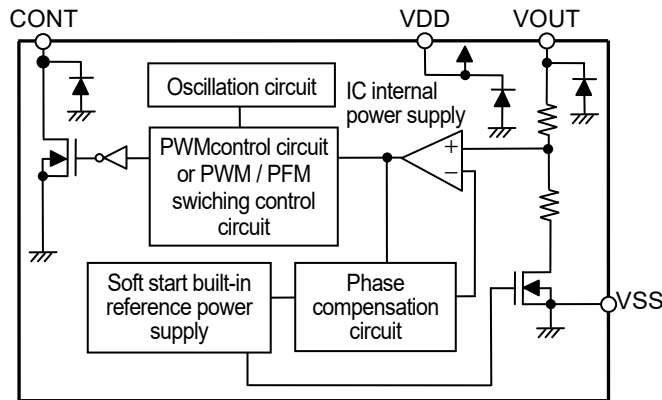 CONT
VDD
VOUT
Oscillation circuit
IC internal
power supply
PWMcontrol circuit
or PWM / PFM
swiching control
circuit
+
−
Soft start built-in
reference power
supply
Phase
compensation
circuit
VSS